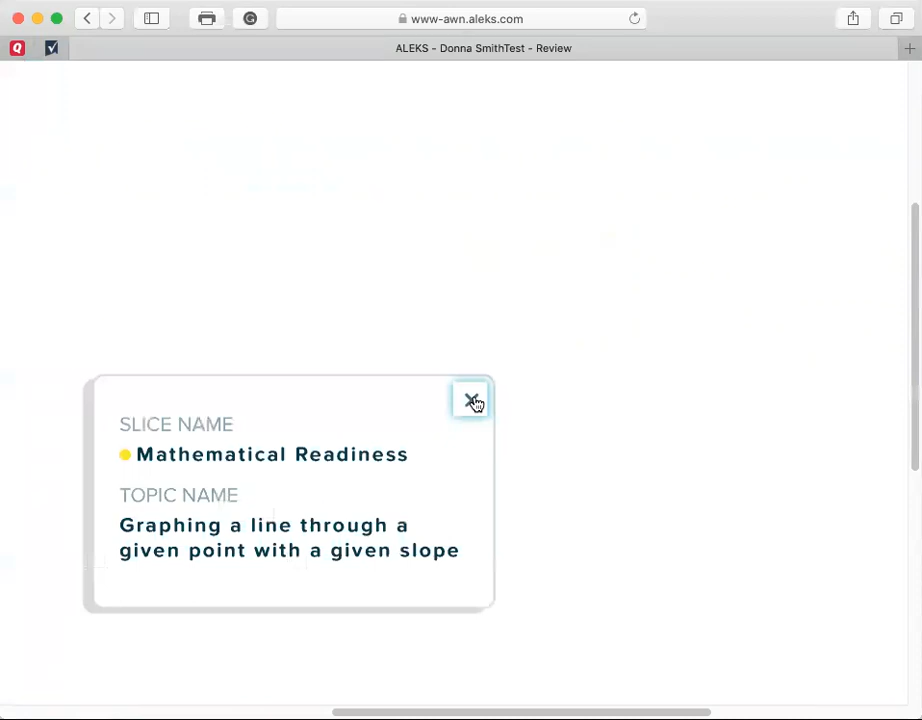 www-awn.aleks.com
ALEKS - Donna SmithTest - Review
SLICE NAME
Mathematical Readiness
TOPIC NAME
Graphing a line through a
given point with a given slope